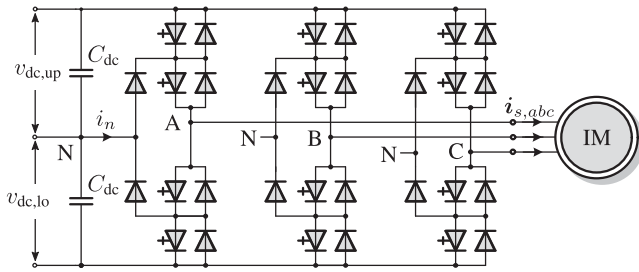 v_dc,up
C_dc
i_n
N
A
N
B
N
C
i_s,abc
IM
C_dc
v_dc,lo